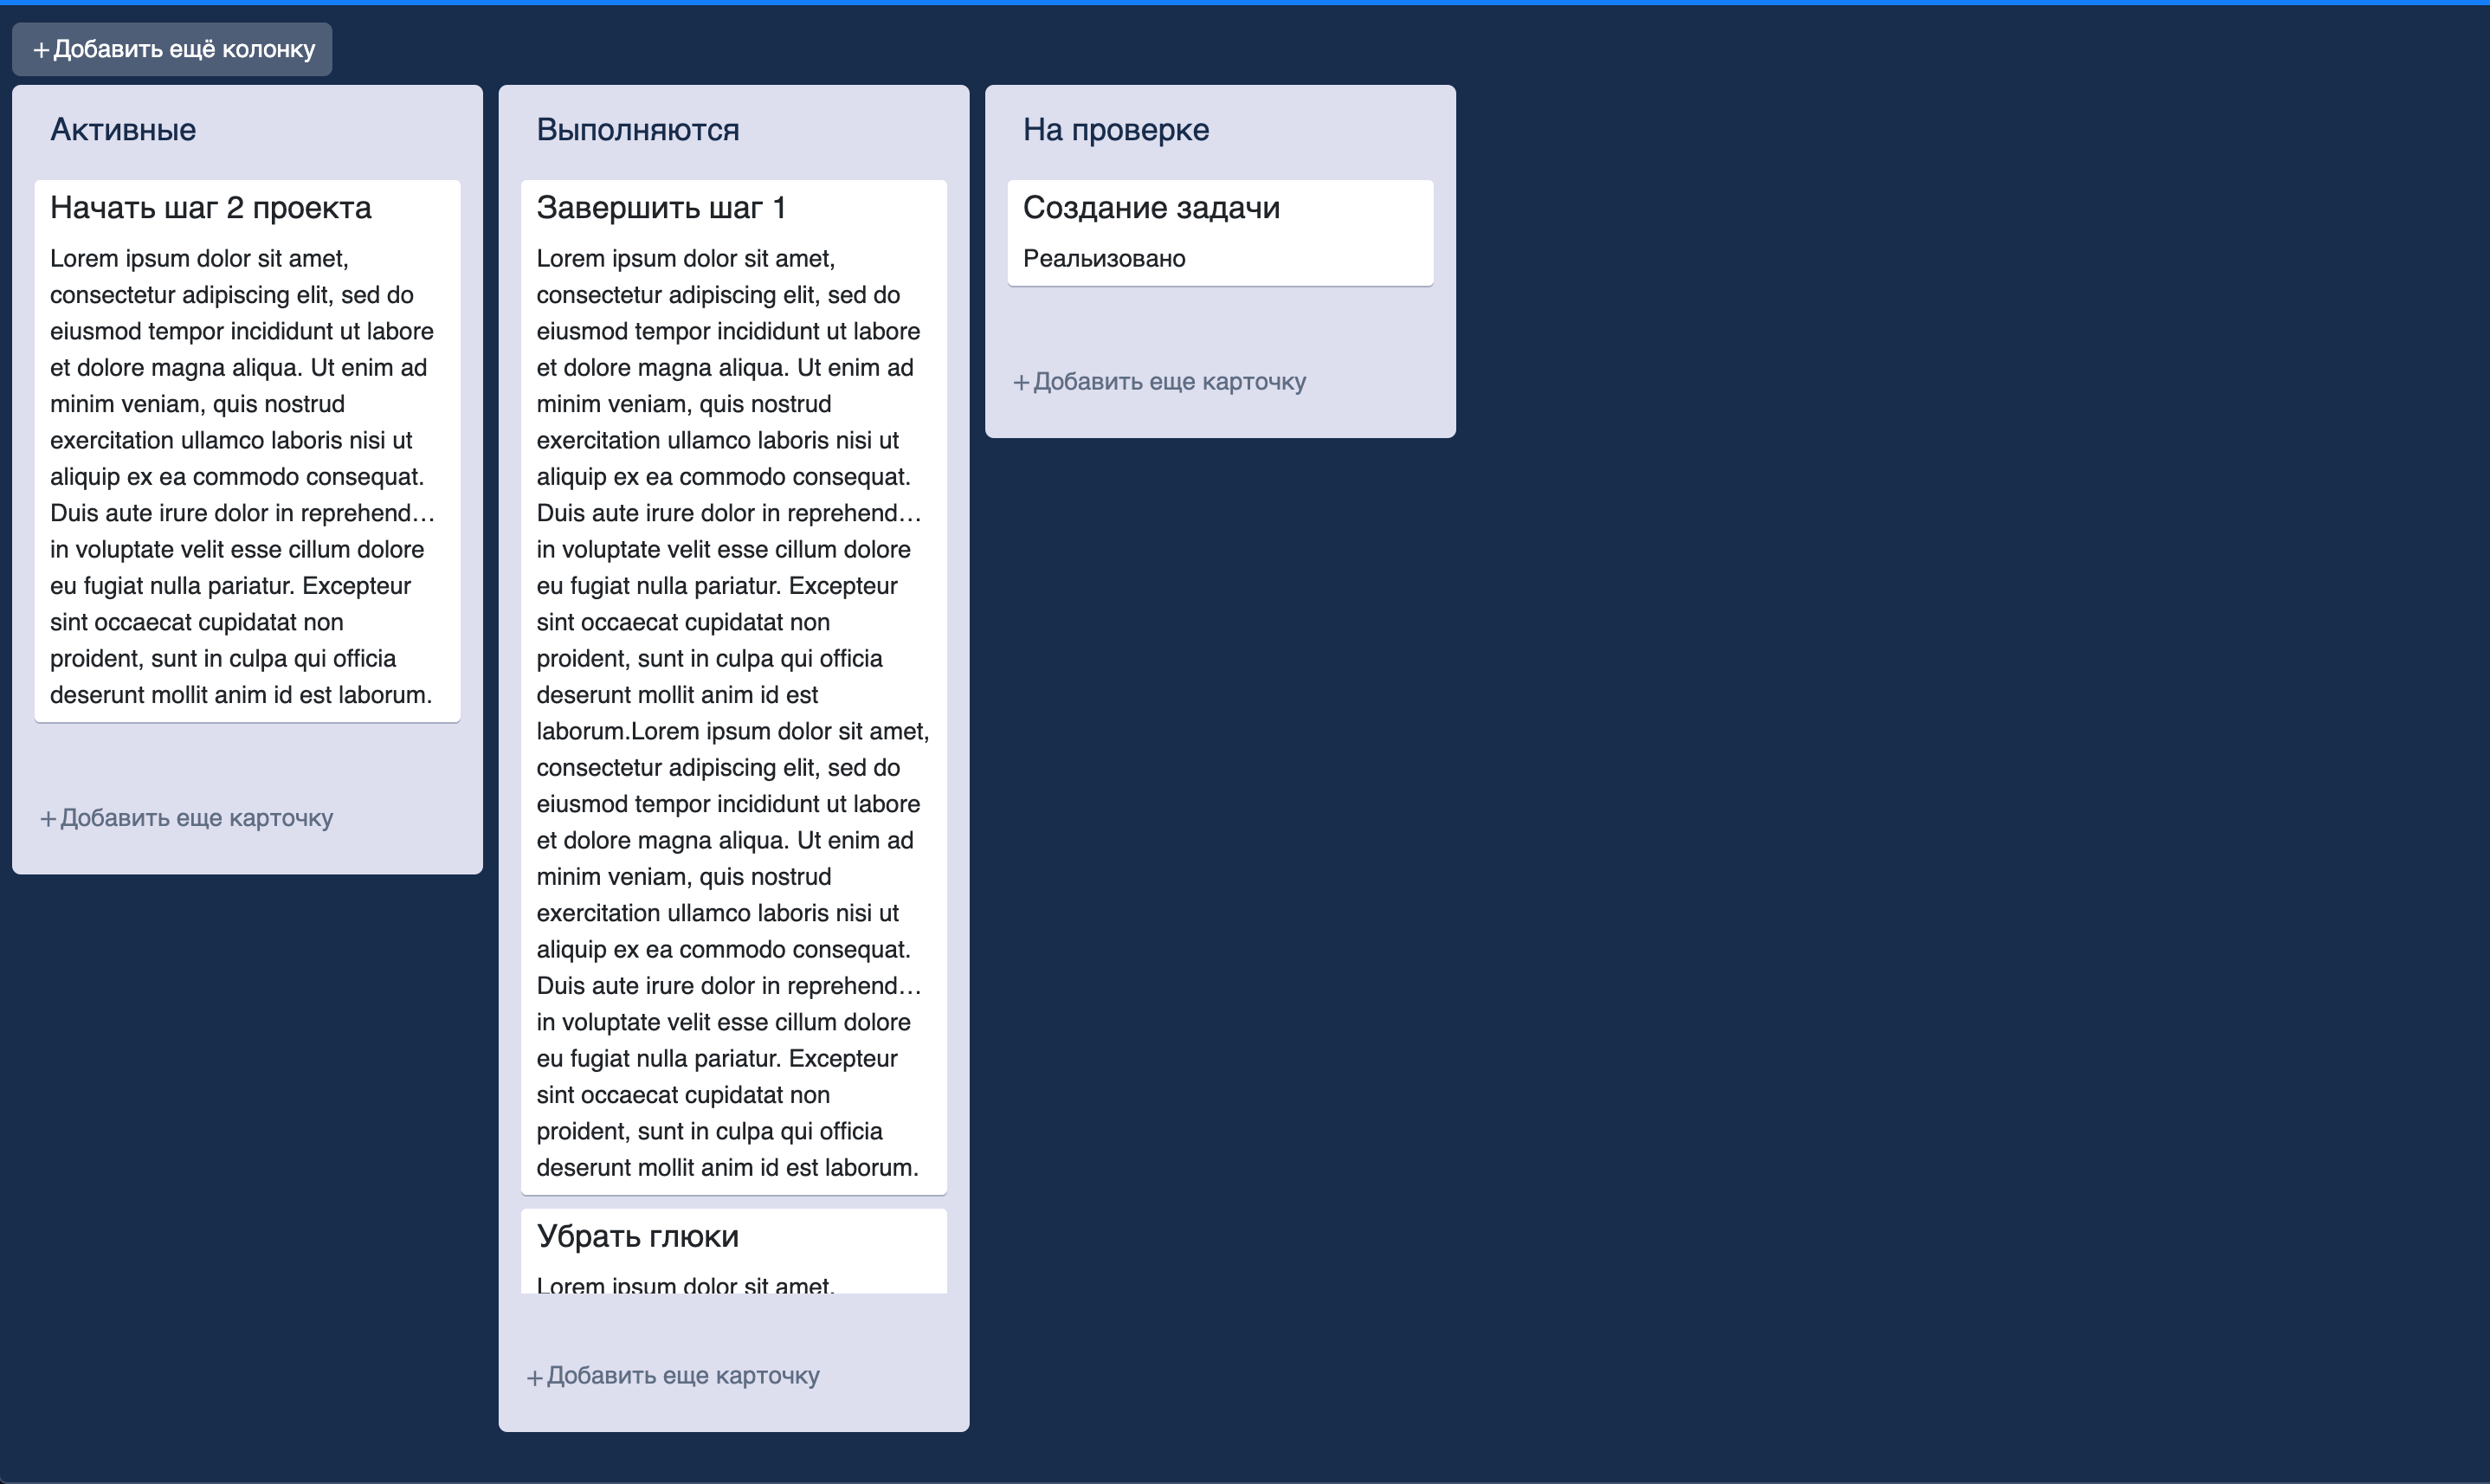 +Добавить ещё колонку
Активные
Начать шаг 2 проекта
Lorem ipsum dolor sit amet,
consectetur adipiscing elit, sed do
eiusmod tempor incididunt ut labore
et dolore magna aliqua. Ut enim ad
minim veniam, quis nostrud
exercitation ullamco laboris nisi ut
aliquip ex ea commodo consequat.
Duis aute irure dolor in reprehend…
in voluptate velit esse cillum dolore
eu fugiat nulla pariatur. Excepteur
sint occaecat cupidatat non
proident, sunt in culpa qui officia
deserunt mollit anim id est laborum.
+Добавить еще карточку
Выполняются
Завершить шаг 1
Lorem ipsum dolor sit amet,
consectetur adipiscing elit, sed do
eiusmod tempor incididunt ut labore
et dolore magna aliqua. Ut enim ad
minim veniam, quis nostrud
exercitation ullamco laboris nisi ut
aliquip ex ea commodo consequat.
Duis aute irure dolor in reprehend…
in voluptate velit esse cillum dolore
eu fugiat nulla pariatur. Excepteur
sint occaecat cupidatat non
proident, sunt in culpa qui officia
deserunt mollit anim id est
laborum.Lorem ipsum dolor sit amet,
consectetur adipiscing elit, sed do
eiusmod tempor incididunt ut labore
et dolore magna aliqua. Ut enim ad
minim veniam, quis nostrud
exercitation ullamco laboris nisi ut
aliquip ex ea commodo consequat.
Duis aute irure dolor in reprehend…
in voluptate velit esse cillum dolore
eu fugiat nulla pariatur. Excepteur
sint occaecat cupidatat non
proident, sunt in culpa qui officia
deserunt mollit anim id est laborum.
Убрать глюки
Lorem ipsum dolor sit amet,
+Добавить еще карточку
На проверке
Создание задачи
Реальизовано
+Добавить еще карточку